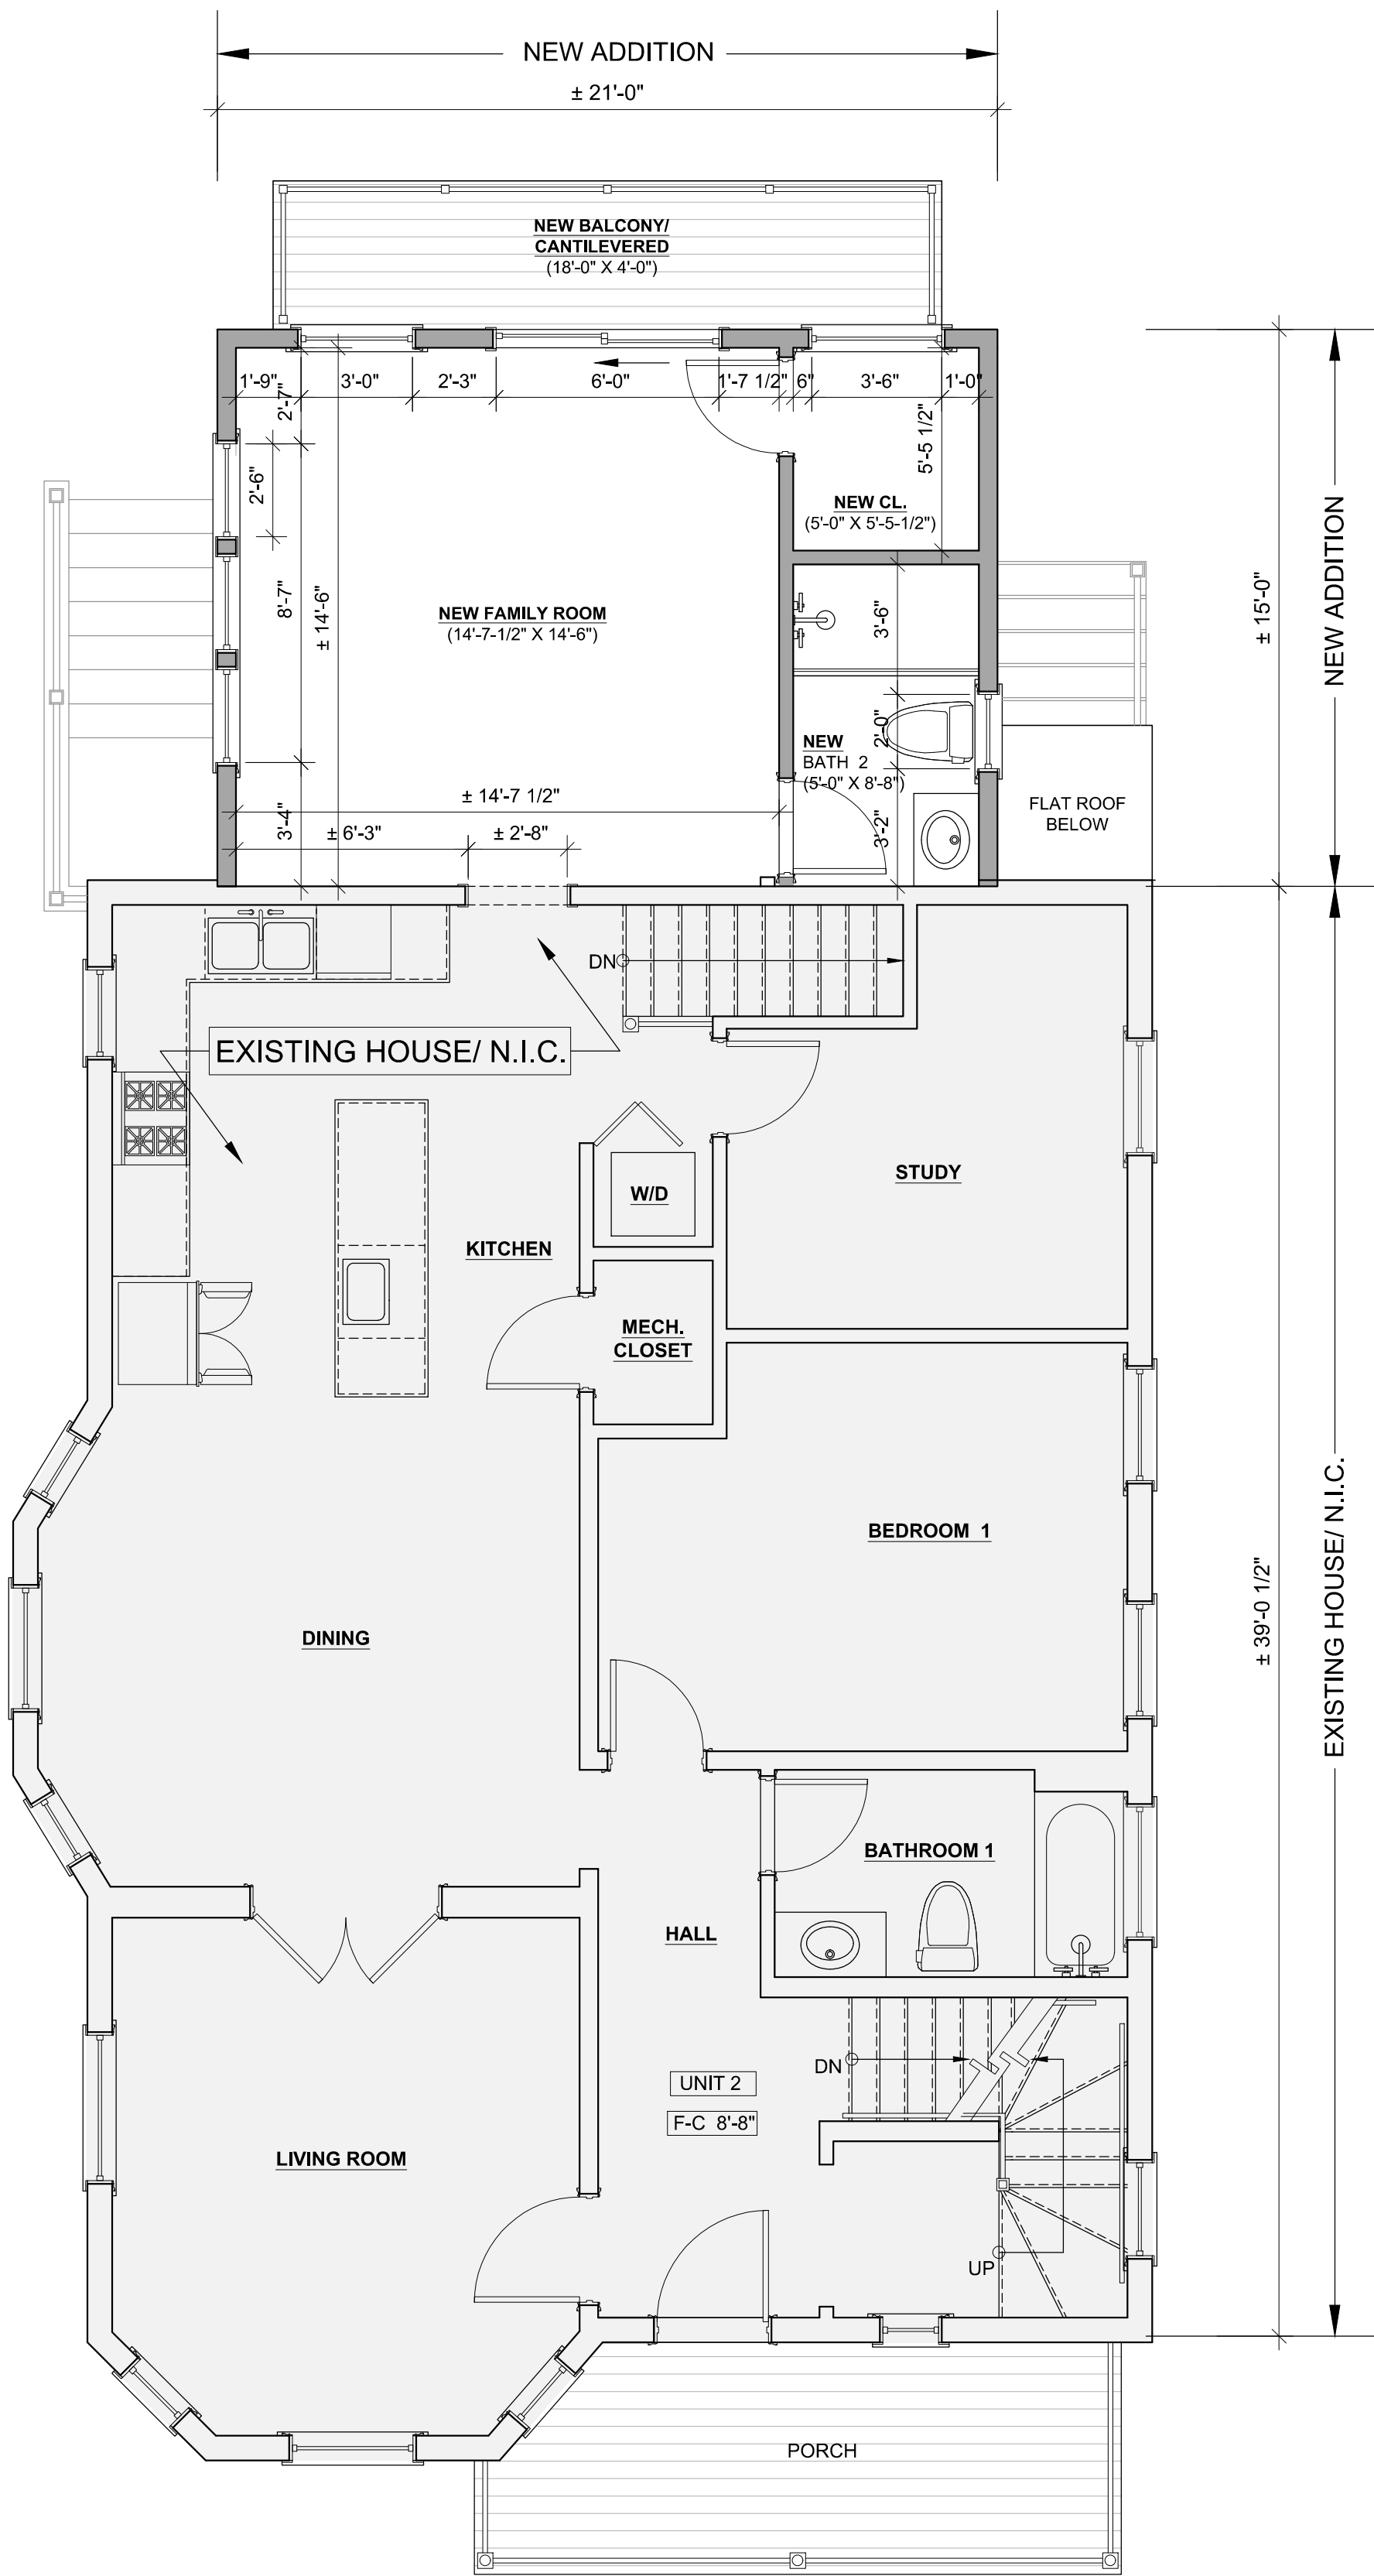 NEW ADDITION
± 21'-0"
NEW BALCONY/
CANTILEVERED
(18'-0" X 4'-0")
1'-9"
3'-0"
2'-3"
6'-0"
1'-7 1/2"
6"
3'-6"
1'-0"
2'-7"
2'-6"
8'-7"
± 14'-6"
5'-5 1/2"
NEW CL.
(5'-0" X 5'-5-1/2")
NEW FAMILY ROOM
(14'-7-1/2" X 14'-6")
3'-6"
2'-0"
NEW
BATH 2
(5'-0" X 8'-8")
3'-2"
FLAT ROOF
BELOW
± 14'-7 1/2"
3'-4"
± 6'-3"
± 2'-8"
± 15'-0"
NEW ADDITION
DN
EXISTING HOUSE/ N.I.C.
STUDY
W/D
KITCHEN
MECH.
CLOSET
BEDROOM 1
DINING
± 39'-0 1/2"
EXISTING HOUSE/ N.I.C.
BATHROOM 1
HALL
DN
UNIT 2
F-C 8'-8"
LIVING ROOM
UP
PORCH